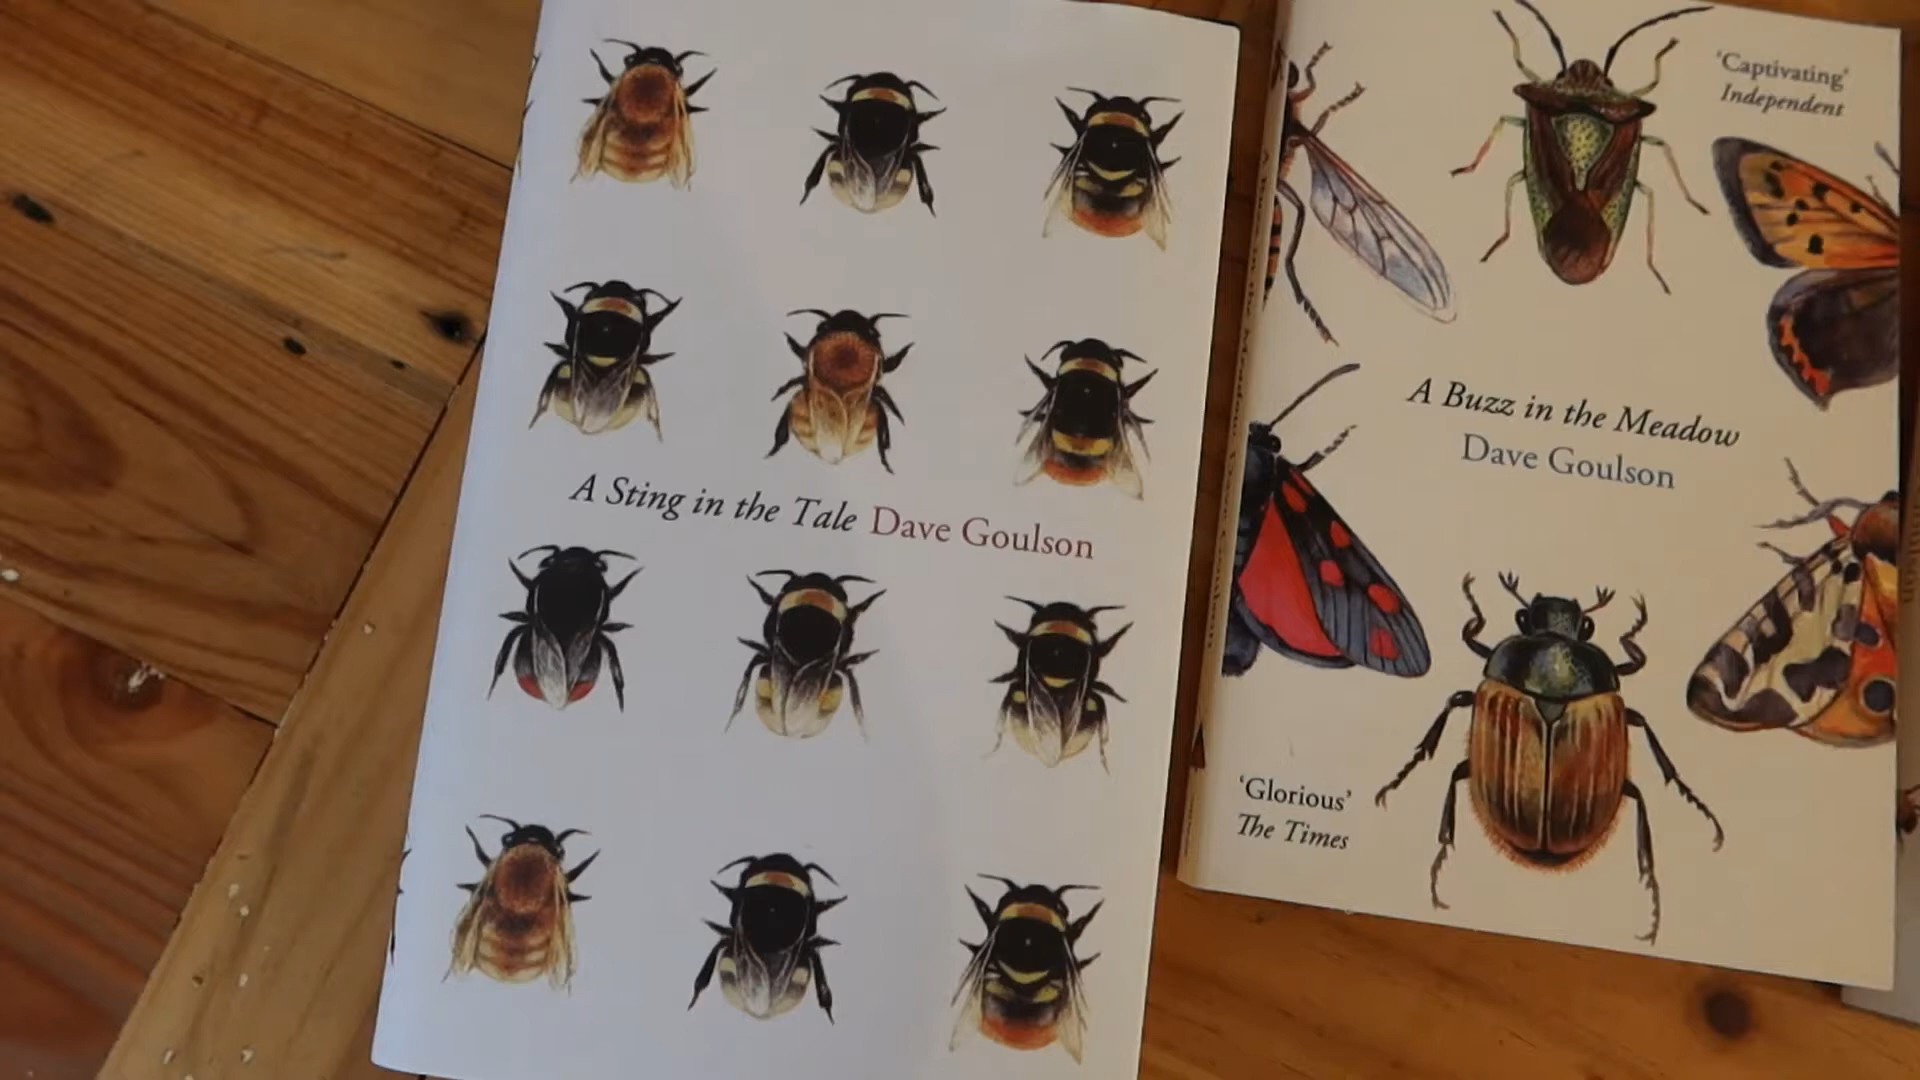 A Sting in the Tale Dave Goulson
'Captivating'
Independent
A Buzz in the Meadow
Dave Goulson
'Glorious'
The Times